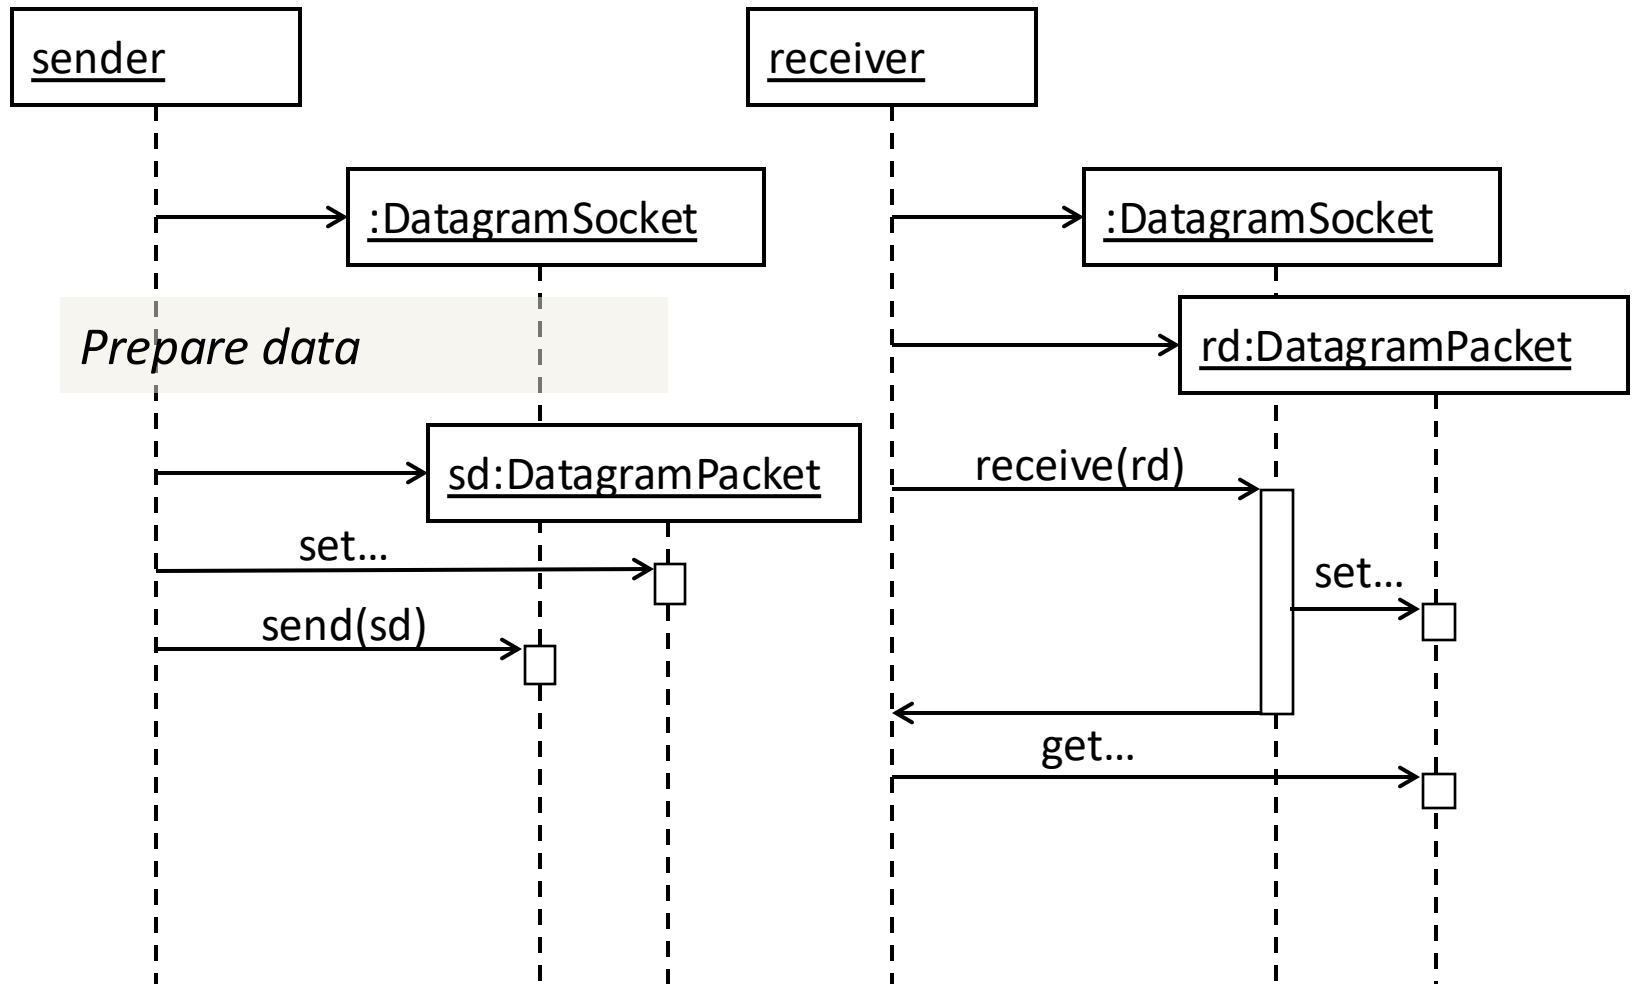 sender
receiver
:DatagramSocket
:DatagramSocket
Prepare data
rd:DatagramPacket
sd:DatagramPacket
receive(rd)
set...
set...
send(sd)
get...